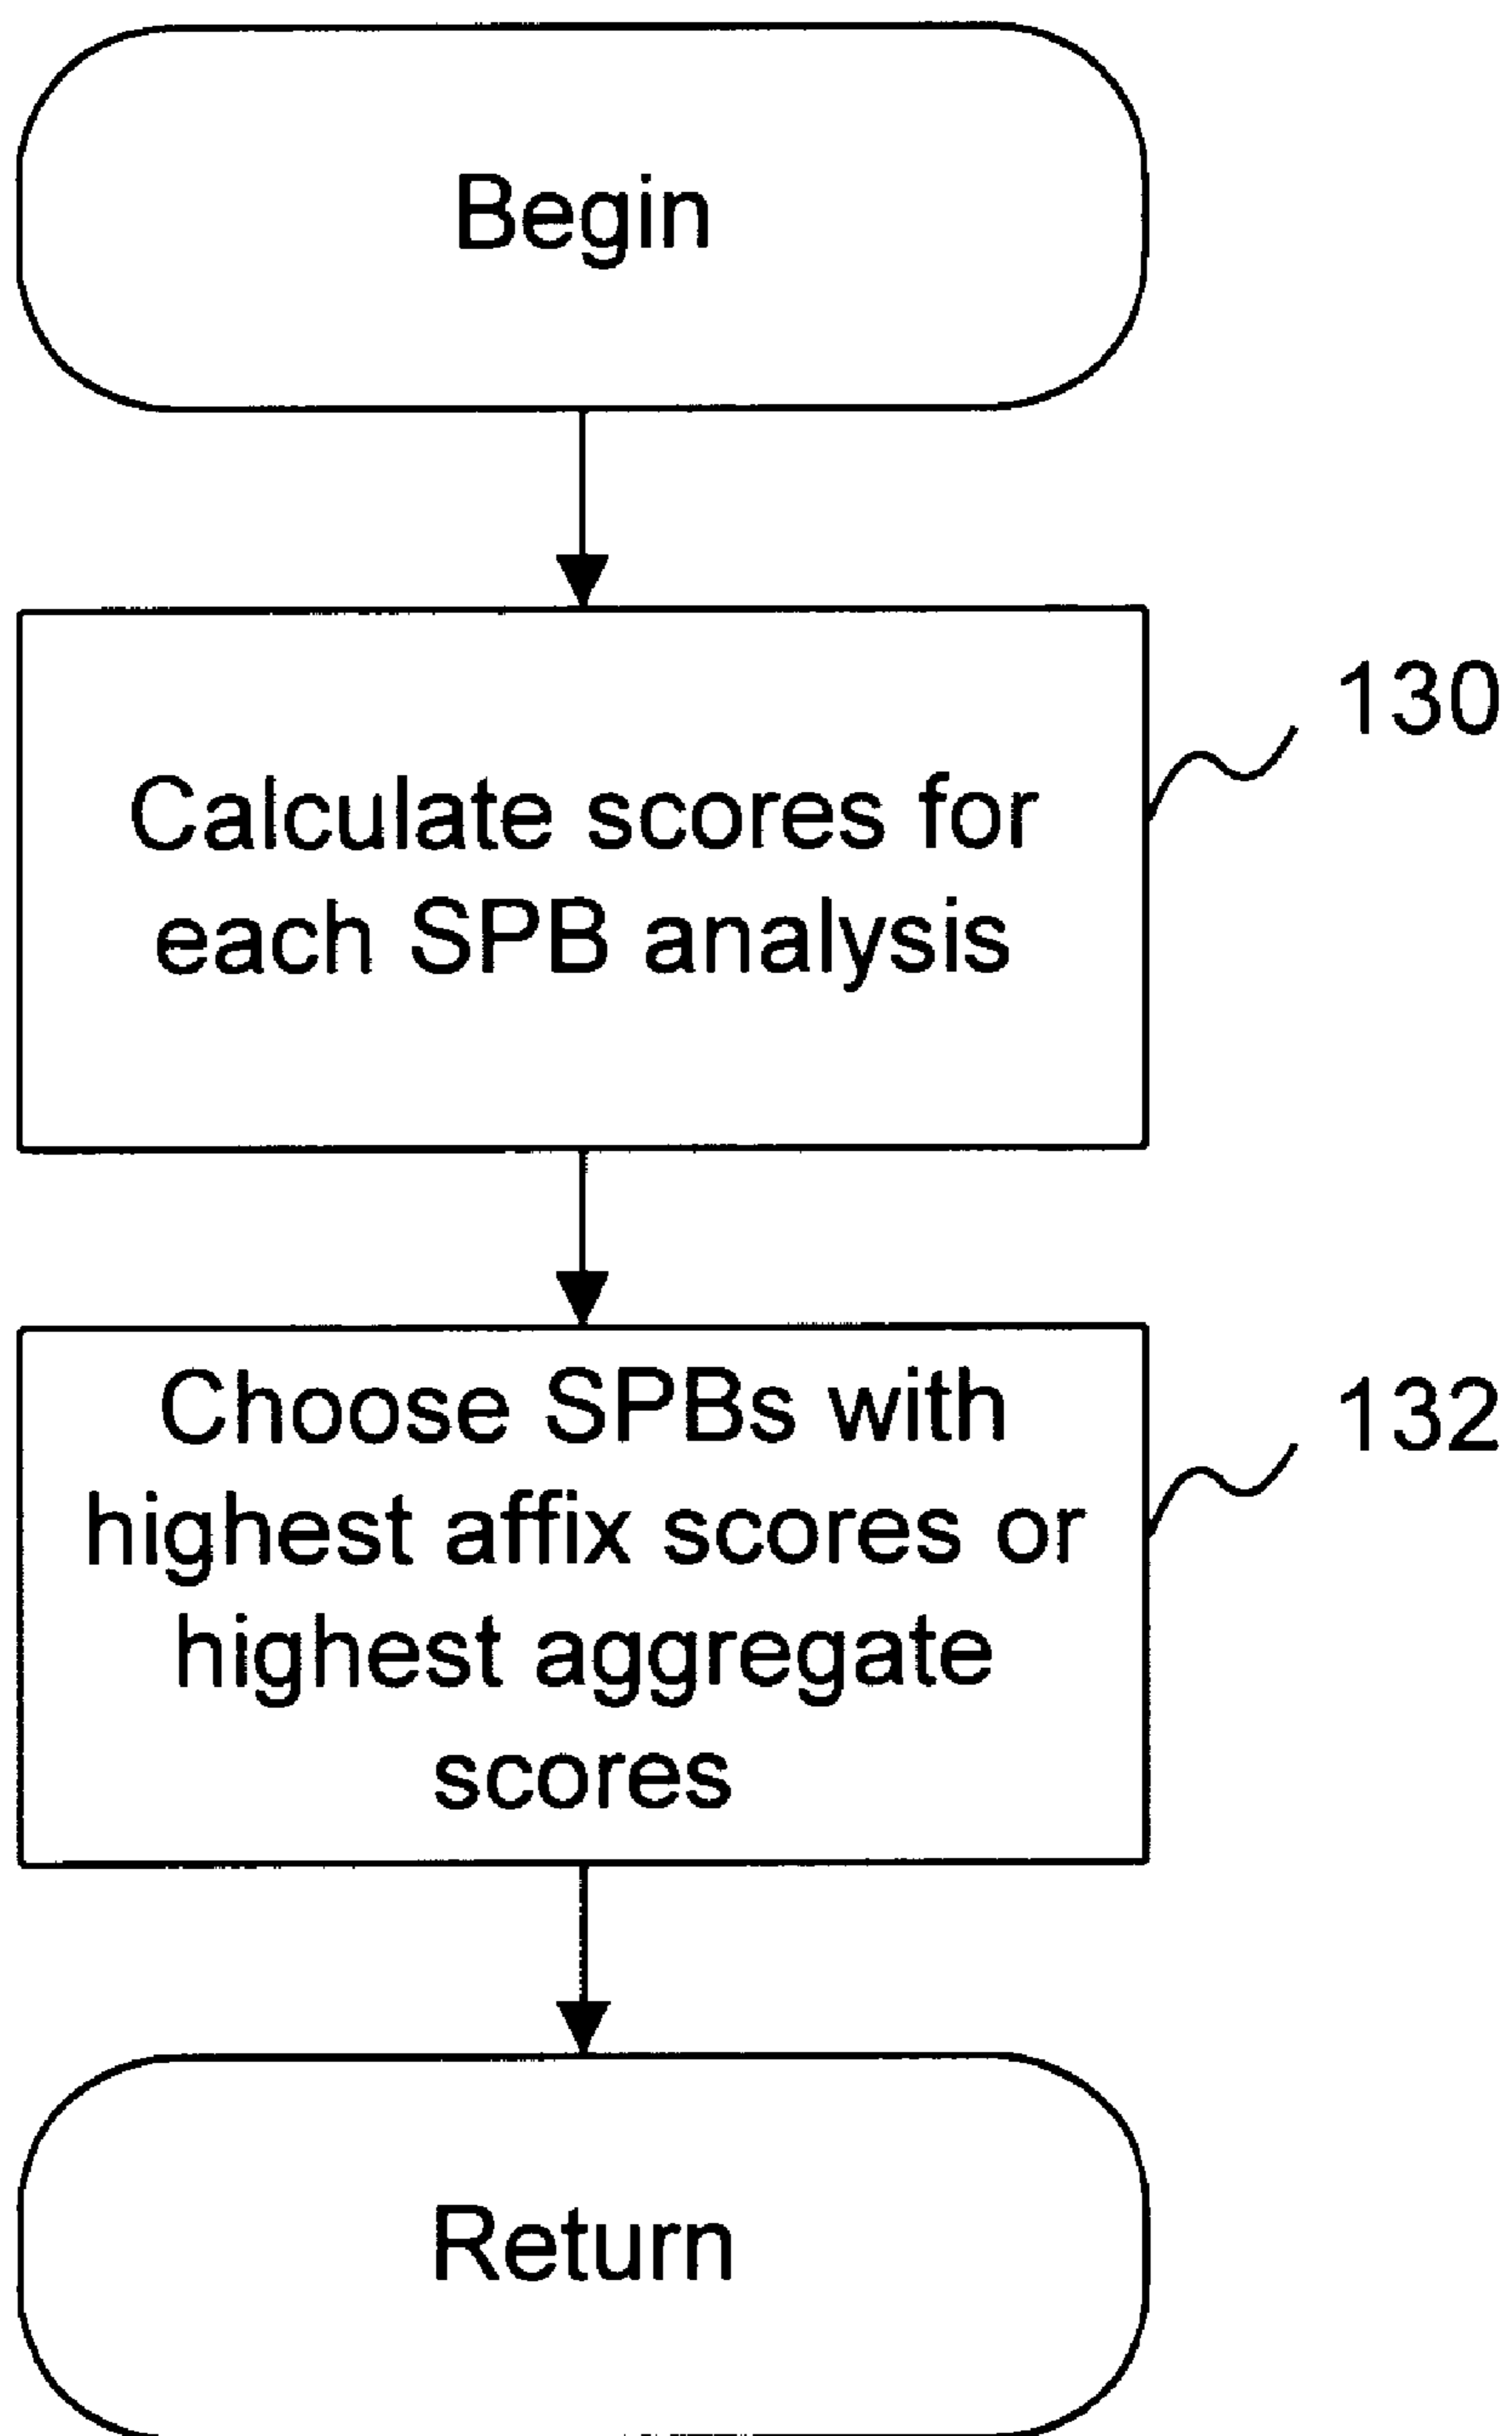 Begin
130
Calculate scores for
each SPB analysis
132
Choose SPBs with
highest affix scores or
highest aggregate
scores
Return